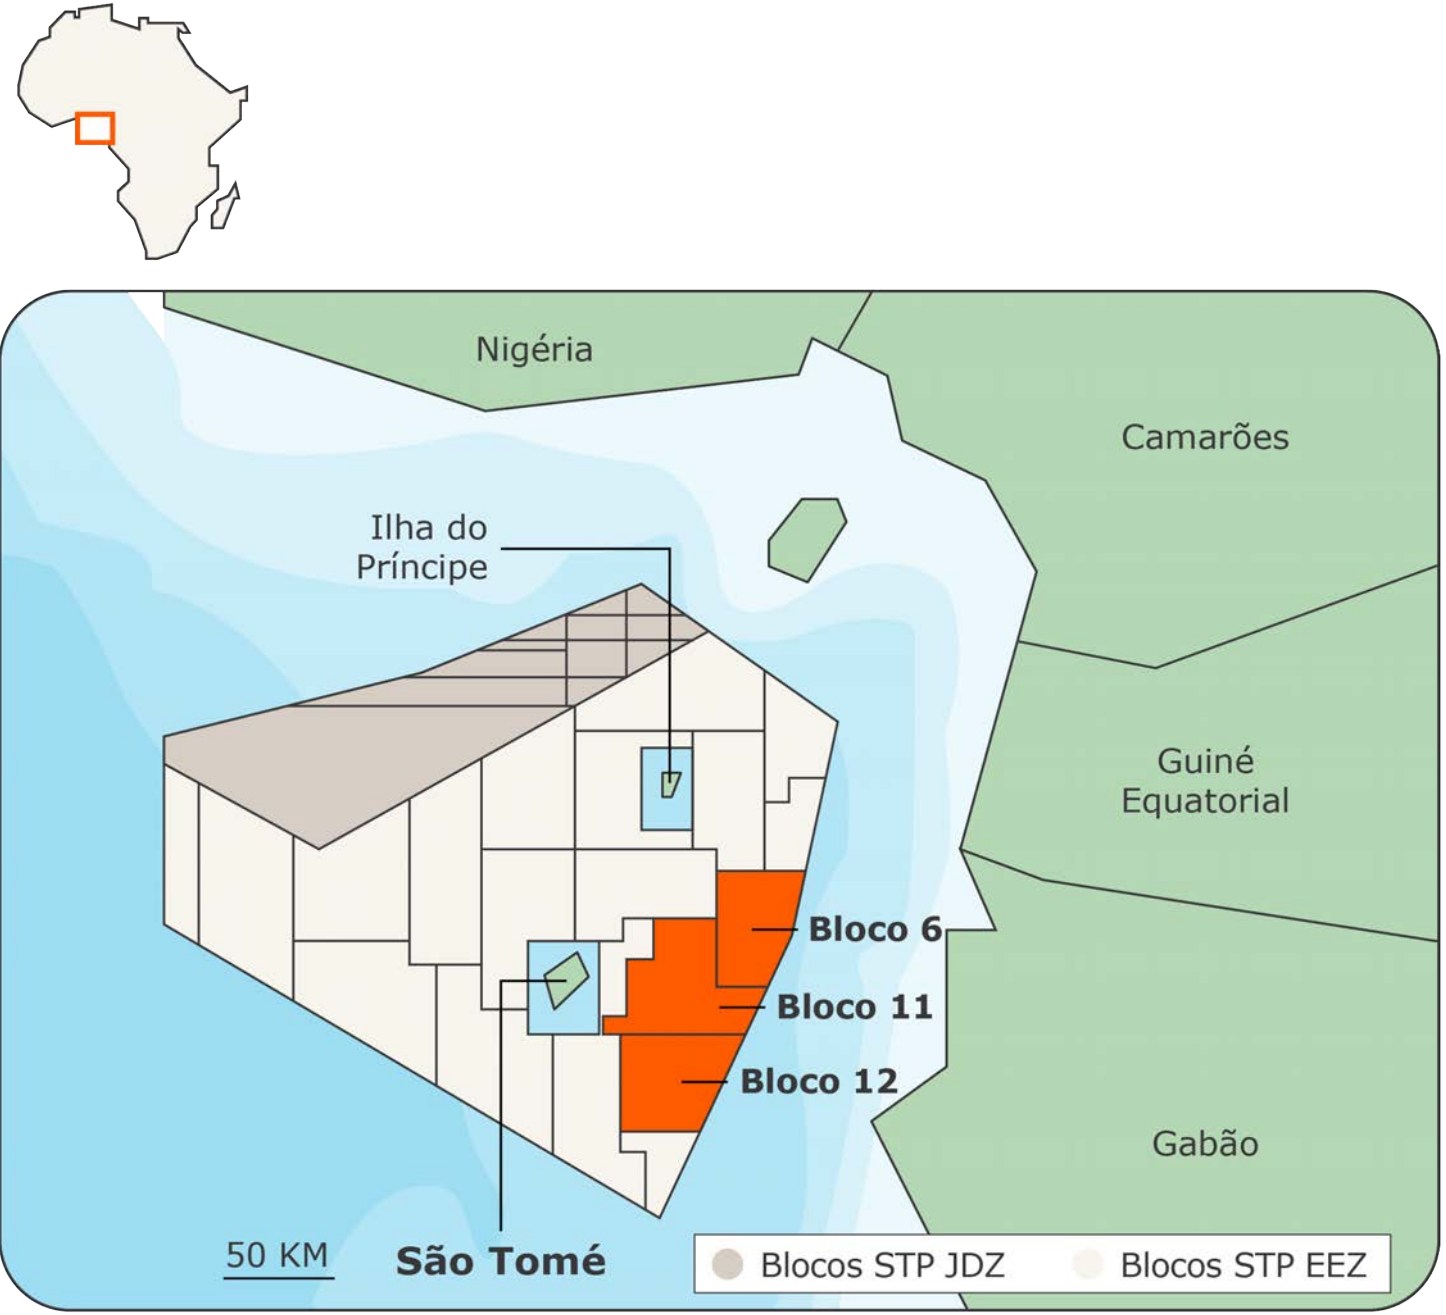 Nigéria
Camarões
Ilha do
Príncipe
Guiné
Equatorial
Bloco 6
Bloco 11
Bloco 12
Gabão
50 KM
São Tomé
Blocos STP JDZ
Blocos STP EEZ